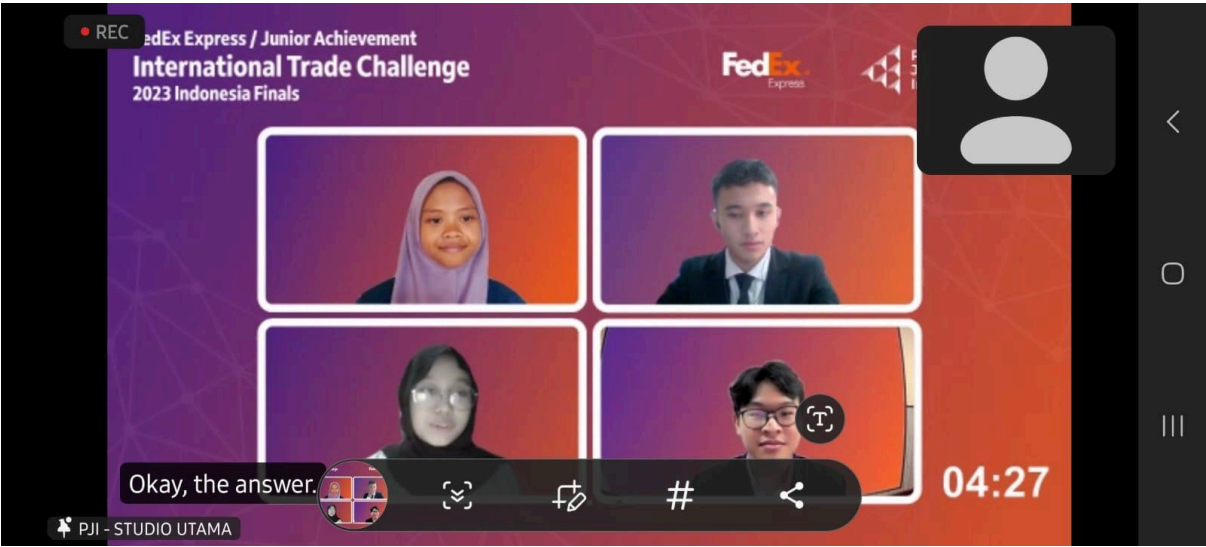 REC
edEx Express / Junior Achievement
International Trade Challenge
2023 Indonesia Finals
FedEx
Express
04:27
Okay, the answer.
PJI - STUDIO UTAMA